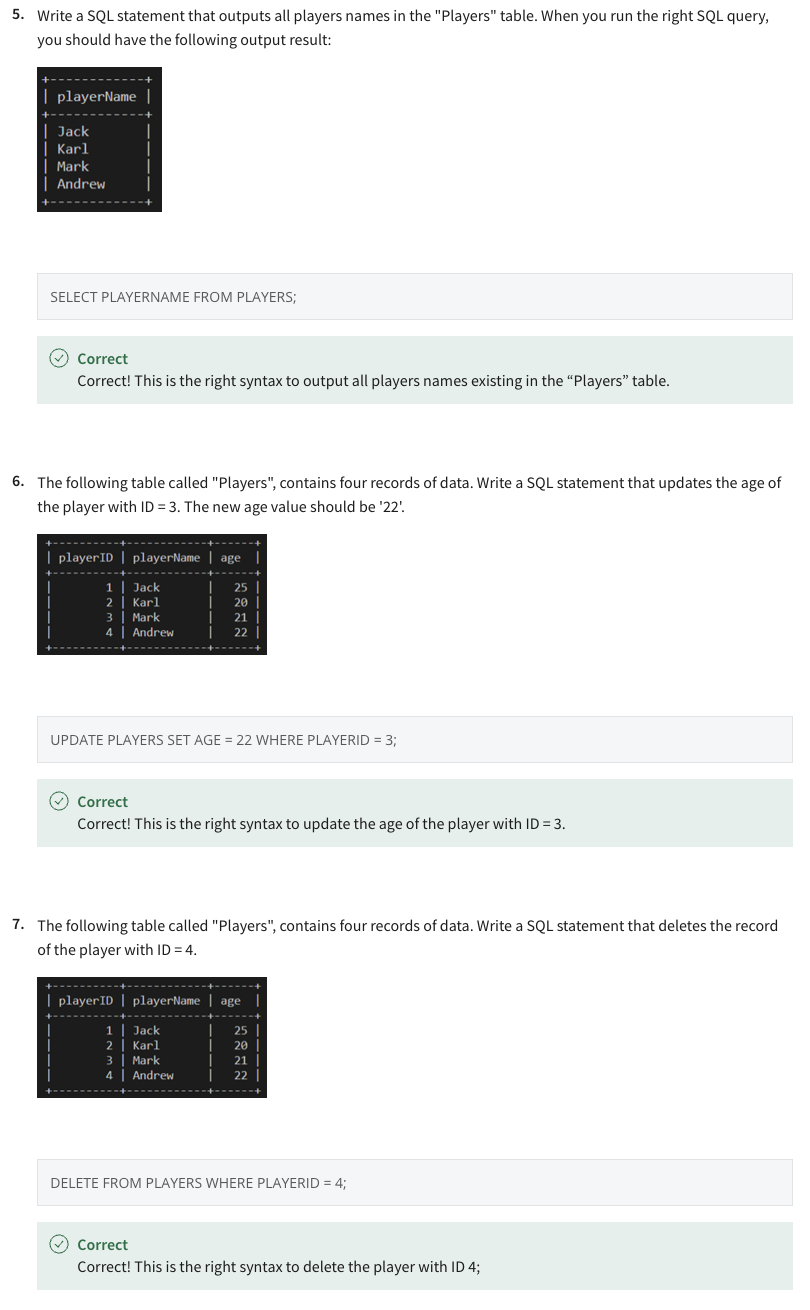 5. Write a SQL statement that outputs all players names in the "Players" table. When you run the right SQL query,
you should have the following output result:
+-------------+
| playerName |
+-------------+
| Jack |
| Karl |
| Mark |
| Andrew |
+-------------+
SELECT PLAYERNAME FROM PLAYERS;
Correct
Correct! This is the right syntax to output all players names existing in the “Players” table.
6. The following table called "Players", contains four records of data. Write a SQL statement that updates the age of
the player with ID = 3. The new age value should be '22'.
+----------+------------+------+
| playerID | playerName | age |
+----------+------------+------+
| 1 | Jack | 25 |
| 2 | Karl | 20 |
| 3 | Mark | 21 |
| 4 | Andrew | 22 |
+----------+------------+------+
UPDATE PLAYERS SET AGE = 22 WHERE PLAYERID = 3;
Correct
Correct! This is the right syntax to update the age of the player with ID = 3.
7. The following table called "Players", contains four records of data. Write a SQL statement that deletes the record
of the player with ID = 4.
+----------+------------+------+
| playerID | playerName | age |
+----------+------------+------+
| 1 | Jack | 25 |
| 2 | Karl | 20 |
| 3 | Mark | 21 |
| 4 | Andrew | 22 |
+----------+------------+------+
DELETE FROM PLAYERS WHERE PLAYERID = 4;
Correct
Correct! This is the right syntax to delete the player with ID 4;